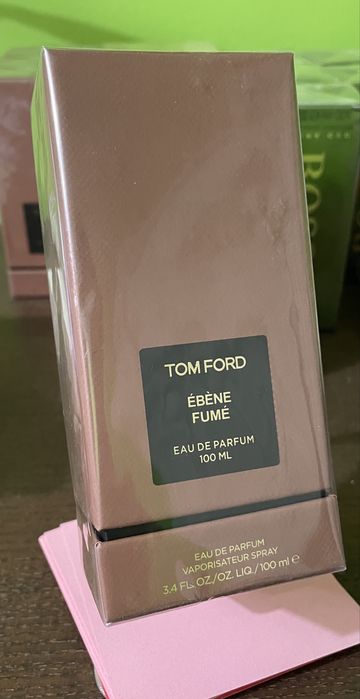 TOM FORD
ÉBÈNE
FUMÉ
EAU DE PARFUM
100 ML
EAU DE PARFUM
VAPORISATEUR SPRAY
3.4 FL. OZ./OZ. LIQ./100 ml ℮